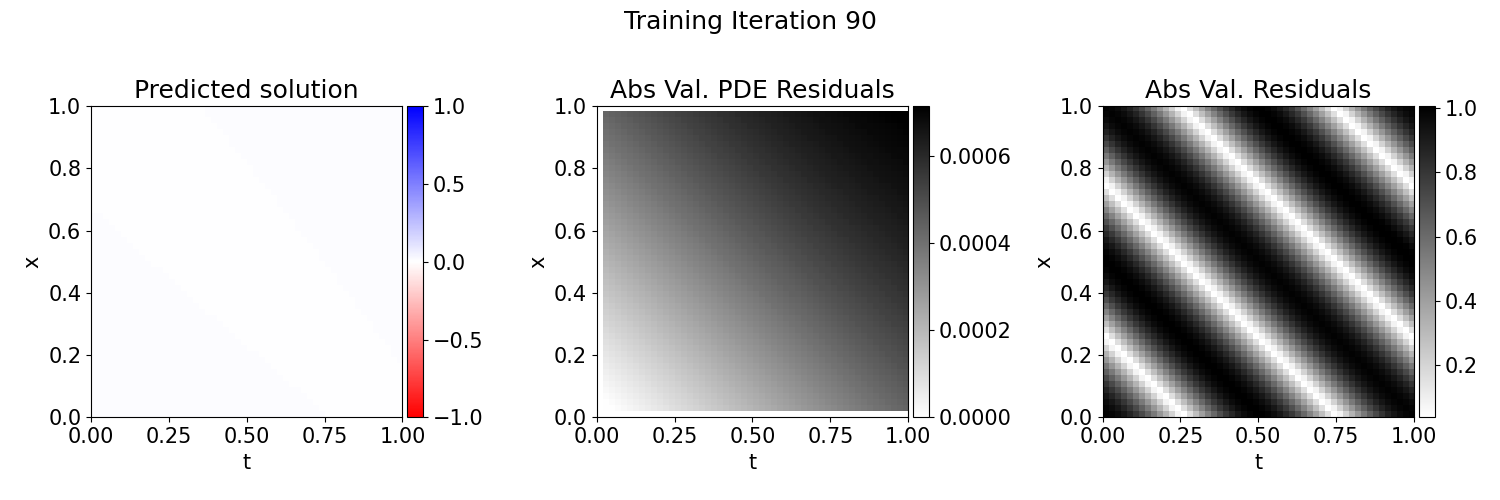 Training Iteration 90
Predicted solution
1.0
0.8
0.6
0.4
0.2
0.0
x
0.00 0.25 0.50 0.75 1.00
t
1.0
0.5
0.0
−0.5
−1.0
Abs Val. PDE Residuals
1.0
0.8
0.6
0.4
0.2
0.0
x
0.00 0.25 0.50 0.75 1.00
t
0.0006
0.0004
0.0002
0.0000
Abs Val. Residuals
1.0
0.8
0.6
0.4
0.2
0.0
x
0.00 0.25 0.50 0.75 1.00
t
1.0
0.8
0.6
0.4
0.2